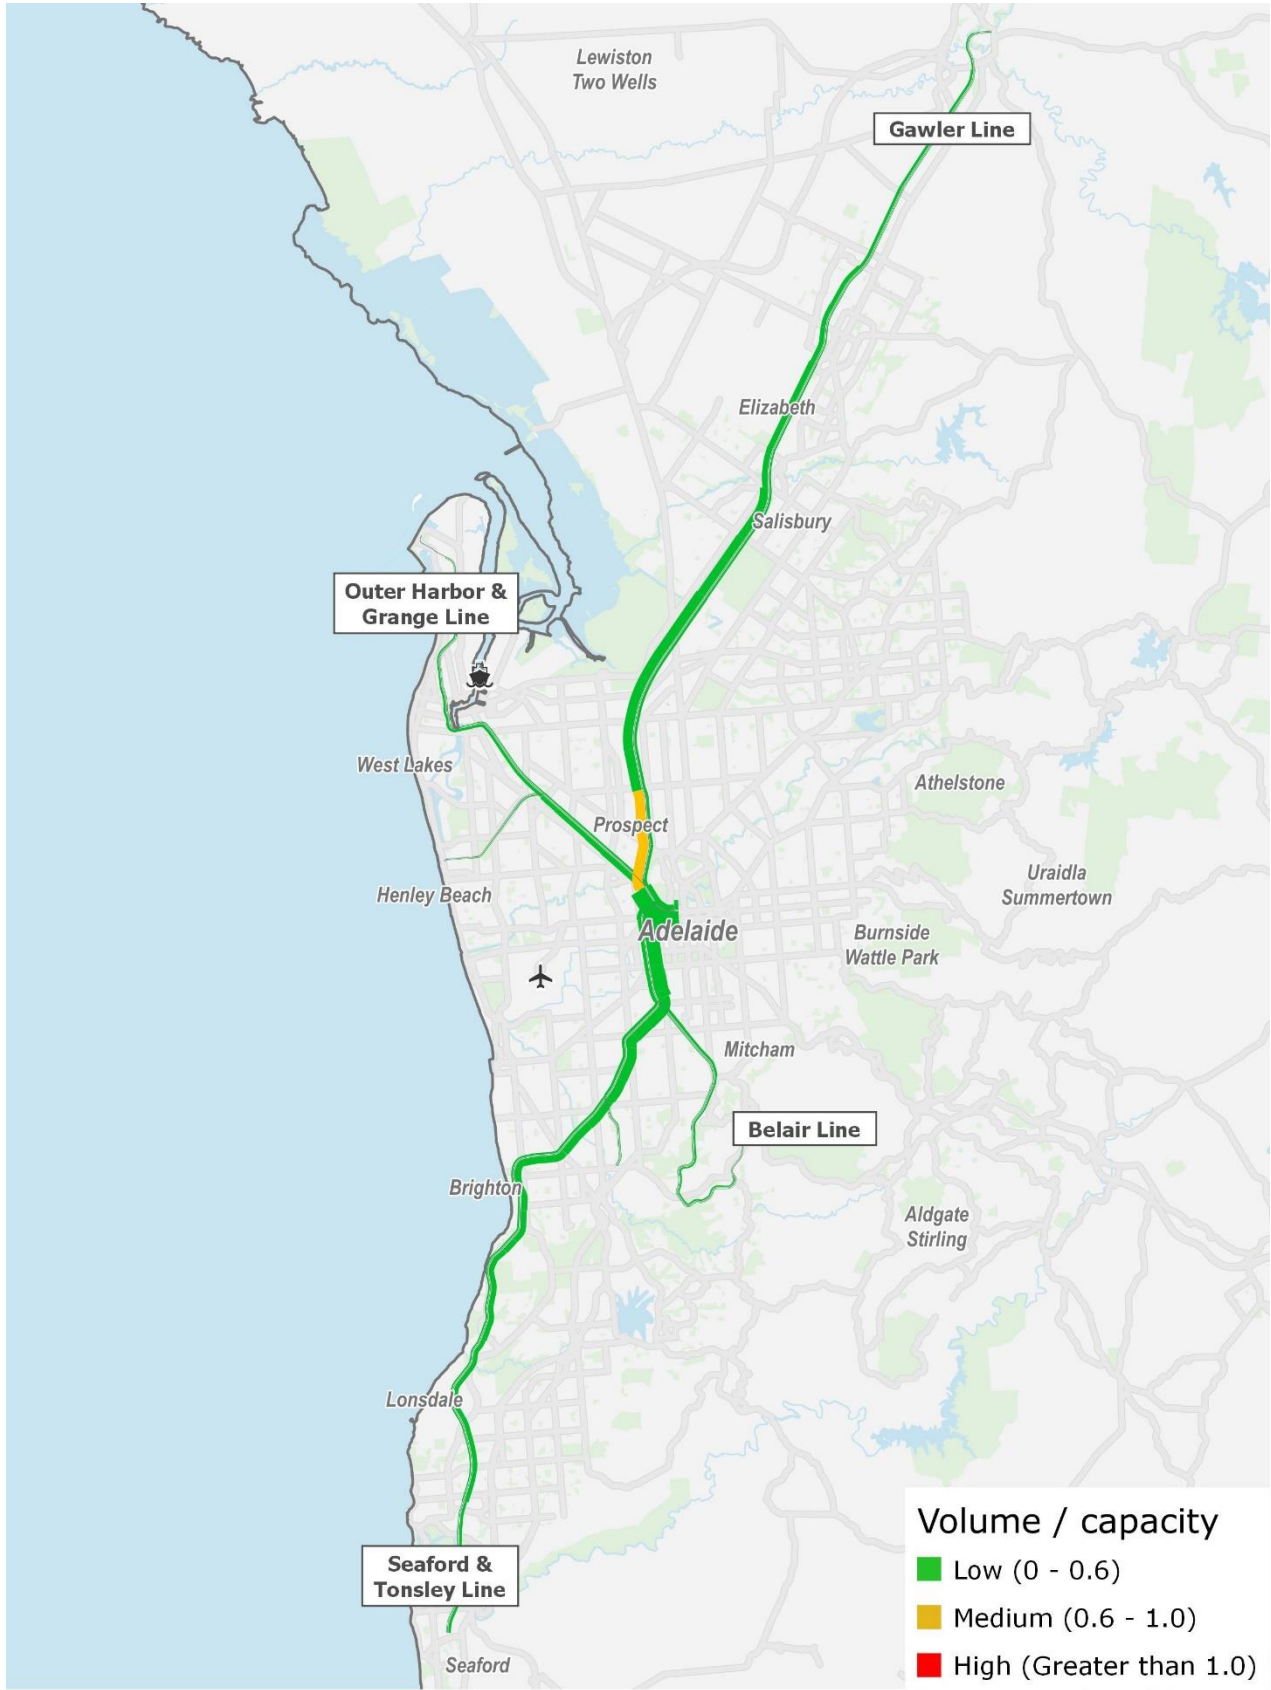 Lewiston
Two Wells
Gawler Line
Elizabeth
Salisbury
Outer Harbor &
Grange Line
West Lakes
Athelstone
Prospect
Uraidla
Summertown
Henley Beach
Adelaide
Burnside
Wattle Park
Mitcham
Belair Line
Brighton
Aldgate
Stirling
Lonsdale
Seaford &
Tonsley Line
Seaford
Volume / capacity
Low (0 - 0.6)
Medium (0.6 - 1.0)
High (Greater than 1.0)